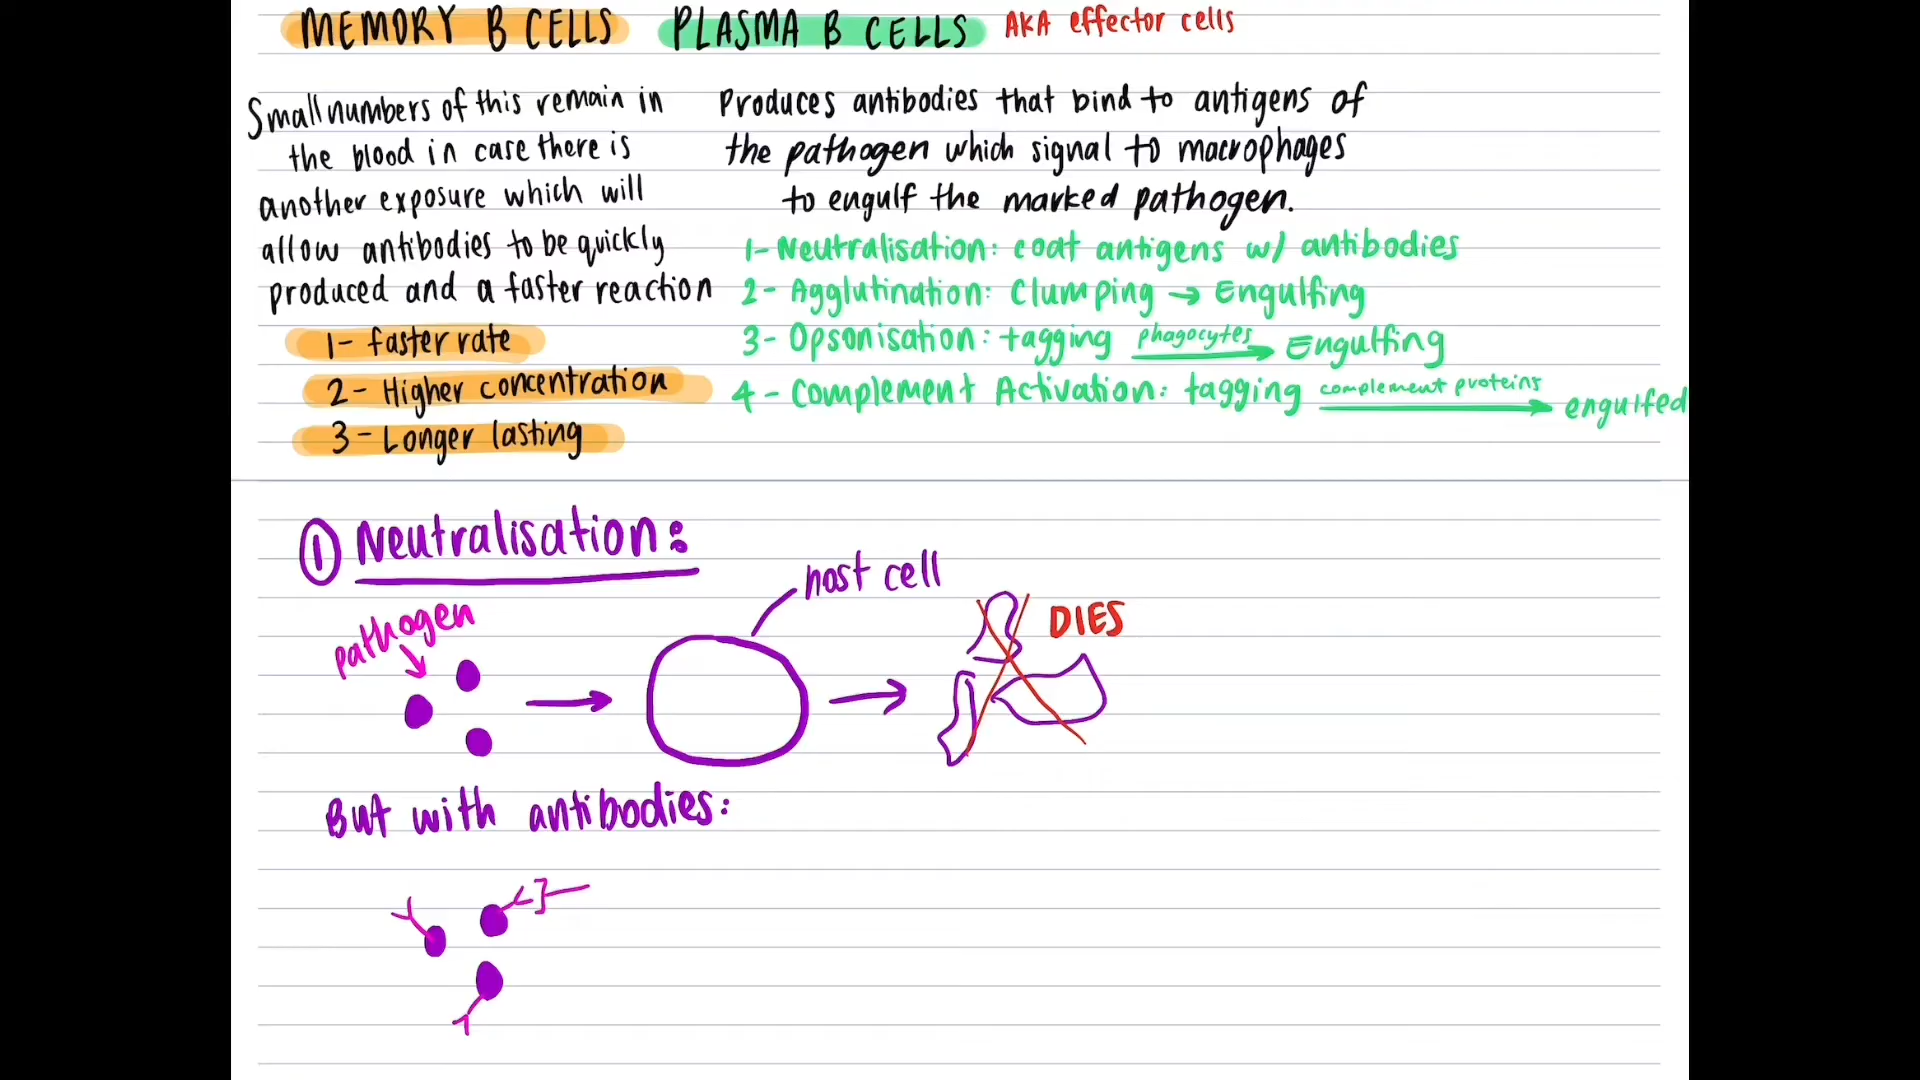 MEMORY B CELLS
Small numbers of this remain in
the blood in case there is
another exposure which will
allow antibodies to be quickly
produced and a faster reaction
1- faster rate
2- Higher concentration
3- Longer lasting
PLASMA B CELLS AKA effector cells
Produces antibodies that bind to antigens of
the pathogen which signal to macrophages
to engulf the marked pathogen.
1- Neutralisation: coat antigens w/ antibodies
2- Agglutination: Clumping → Engulfing
3- Opsonisation: tagging phagocytes → Engulfing
4- Complement Activation: tagging complement proteins → engulfed
① Neutralisation:
pathogen
host cell
DIES
But with antibodies: